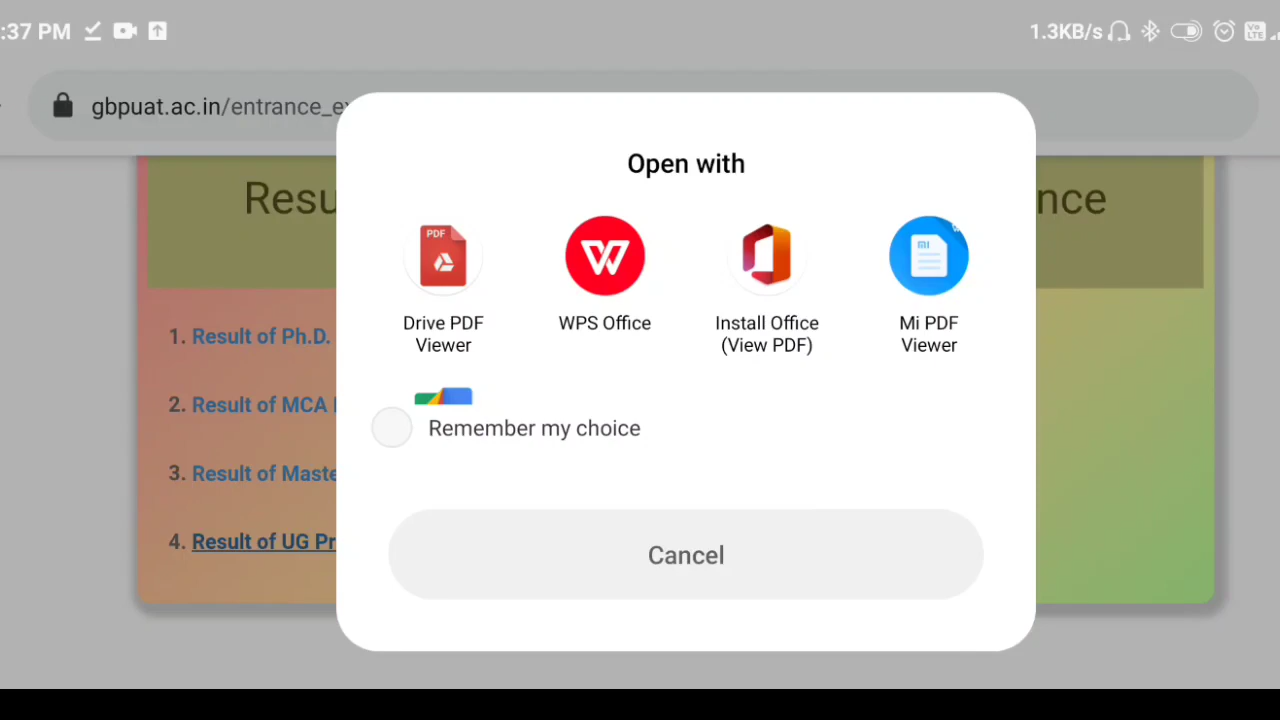 :37 PM 1.3KB/s Vo LTE
gbpuat.ac.in/entrance_ex
Open with
Resu nce
PDF
W
mi
Drive PDF Viewer
WPS Office
Install Office (View PDF)
Mi PDF Viewer
1. Result of Ph.D.
2. Result of MCA
Remember my choice
3. Result of Maste
4. Result of UG Pr
Cancel